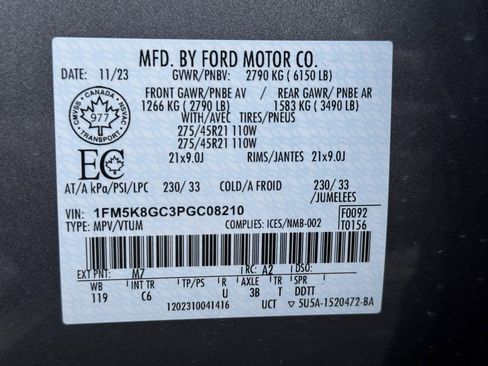 MFD. BY FORD MOTOR CO.
DATE: 11/23 GVWR/PNBV: 2790 KG ( 6150 LB)
FRONT GAWR/PNBE AV REAR GAWR/ PNBE AR
1266 KG ( 2790 LB) 1583 KG ( 3490 LB)
WITH/AVEC TIRES/PNEUS
275/45R21 110W
275/45R21 110W
21x9.0J RIMS/JANTES 21x9.0J
CMVSS · CANADA · NSVAC
977
TRANSPORT
EC
AT/A kPa/PSI/LPC 230/ 33 COLD/A FROID 230/ 33
/JUMELEES
VIN: 1FM5K8GC3PGC08210 F0092
TYPE: MPV/VTUM COMPLIES: ICES/NMB-002 T0156
EXT PNT: M7 RC: A2 DSO:
WB INT TR TP/PS R AXLE TR SPR
119 C6 U 3B T DDTT
1202310041416 UCT 5U5A-1520472-BA